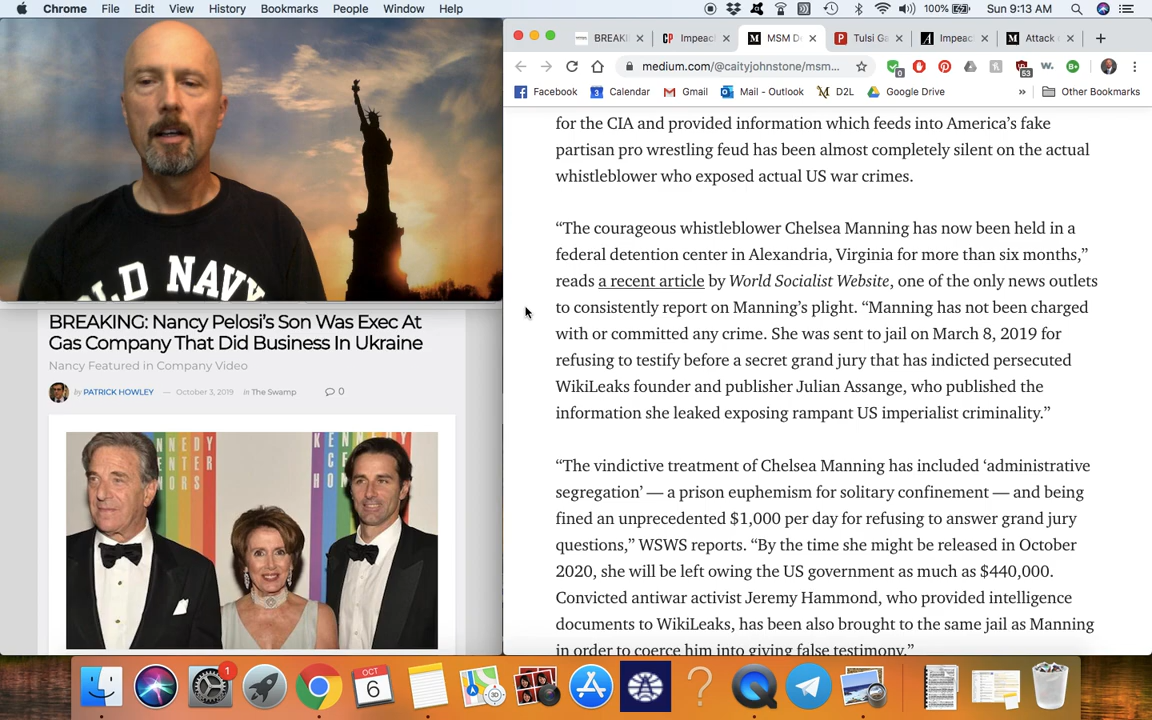 Chrome File Edit View History Bookmarks People Window Help
100% Sun 9:13 AM
BREAKI
Impeac
MSM D
Tulsi Ga
Impeac
Attack
medium.com/@caityjohnstone/msm...
0
53
w.
B+
Facebook Calendar Gmail Mail - Outlook D2L Google Drive » Other Bookmarks
OLD NAVY
BREAKING: Nancy Pelosi's Son Was Exec At
Gas Company That Did Business In Ukraine
Nancy Featured in Company Video
by PATRICK HOWLEY — October 3, 2019 in The Swamp 0
for the CIA and provided information which feeds into America's fake
partisan pro wrestling feud has been almost completely silent on the actual
whistleblower who exposed actual US war crimes.
“The courageous whistleblower Chelsea Manning has now been held in a
federal detention center in Alexandria, Virginia for more than six months,”
reads a recent article by World Socialist Website, one of the only news outlets
to consistently report on Manning's plight. “Manning has not been charged
with or committed any crime. She was sent to jail on March 8, 2019 for
refusing to testify before a secret grand jury that has indicted persecuted
WikiLeaks founder and publisher Julian Assange, who published the
information she leaked exposing rampant US imperialist criminality.”
“The vindictive treatment of Chelsea Manning has included ‘administrative
segregation’ — a prison euphemism for solitary confinement — and being
fined an unprecedented $1,000 per day for refusing to answer grand jury
questions,” WSWS reports. “By the time she might be released in October
2020, she will be left owing the US government as much as $440,000.
Convicted antiwar activist Jeremy Hammond, who provided intelligence
documents to WikiLeaks, has been also brought to the same jail as Manning
in order to coerce him into giving false testimony.”
1
OCT
6
3D